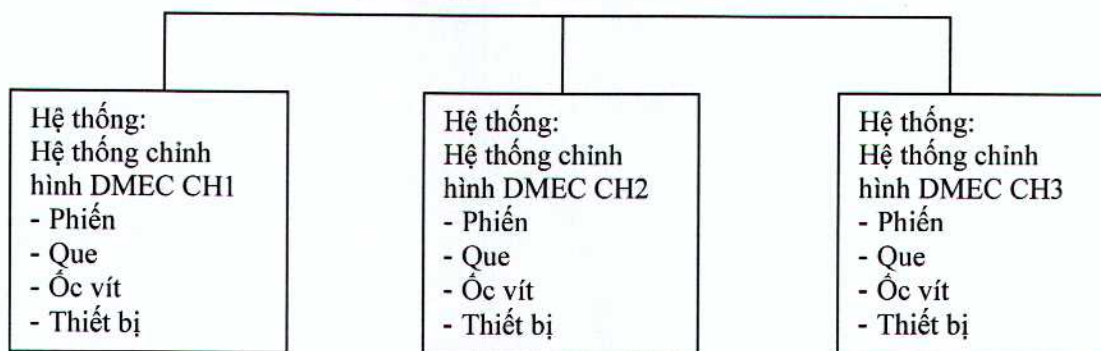 Hệ thống:
Hệ thống chỉnh
hình DMEC CH1
- Phiến
- Que
- Ốc vít
- Thiết bị
Hệ thống:
Hệ thống chỉnh
hình DMEC CH2
- Phiến
- Que
- Ốc vít
- Thiết bị
Hệ thống:
Hệ thống chỉnh
hình DMEC CH3
- Phiến
- Que
- Ốc vít
- Thiết bị